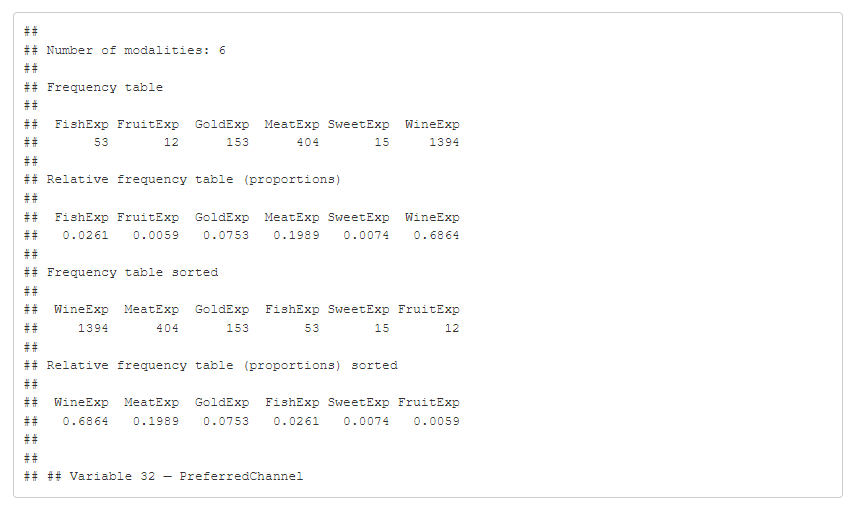 ##
## Number of modalities: 6
##
## Frequency table
##
##  FishExp FruitExp  GoldExp  MeatExp SweetExp  WineExp
##       53       12      153      404       15     1394
##
## Relative frequency table (proportions)
##
##  FishExp FruitExp  GoldExp  MeatExp SweetExp  WineExp
##   0.0261   0.0059   0.0753   0.1989   0.0074   0.6864
##
## Frequency table sorted
##
##  WineExp  MeatExp  GoldExp  FishExp SweetExp FruitExp
##     1394      404      153       53       15       12
##
## Relative frequency table (proportions) sorted
##
##  WineExp  MeatExp  GoldExp  FishExp SweetExp FruitExp
##   0.6864   0.1989   0.0753   0.0261   0.0074   0.0059
##
##
## ## Variable 32 — PreferredChannel